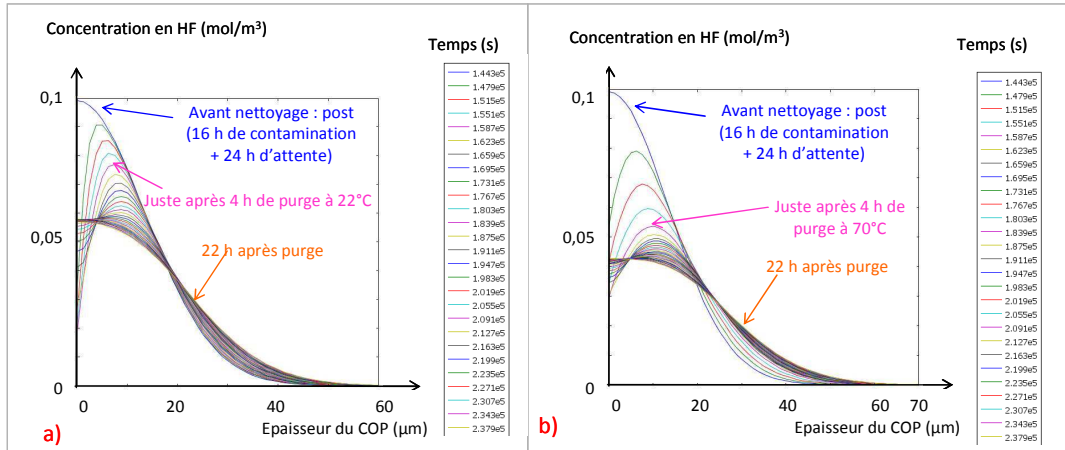 Concentration en HF (mol/m³)
Temps (s)
0,1
0,05
0
Avant nettoyage : post
(16 h de contamination
+ 24 h d'attente)
Juste après 4 h de purge à 22°C
22 h après purge
0
20
40
60
Epaisseur du COP (µm)
a)
1.443e5
1.479e5
1.515e5
1.551e5
1.587e5
1.623e5
1.659e5
1.695e5
1.731e5
1.767e5
1.803e5
1.839e5
1.875e5
1.911e5
1.947e5
1.983e5
2.019e5
2.055e5
2.091e5
2.127e5
2.163e5
2.199e5
2.235e5
2.271e5
2.307e5
2.343e5
2.379e5
Concentration en HF (mol/m³)
Temps (s)
0,1
0,05
0
Avant nettoyage : post
(16 h de contamination
+ 24 h d'attente)
Juste après 4 h de
purge à 70°C
22 h après purge
0
20
40
60
70
Epaisseur du COP (µm)
b)
1.443e5
1.479e5
1.515e5
1.551e5
1.587e5
1.623e5
1.659e5
1.695e5
1.731e5
1.767e5
1.803e5
1.839e5
1.875e5
1.911e5
1.947e5
1.983e5
2.019e5
2.055e5
2.091e5
2.127e5
2.163e5
2.199e5
2.235e5
2.271e5
2.307e5
2.343e5
2.379e5